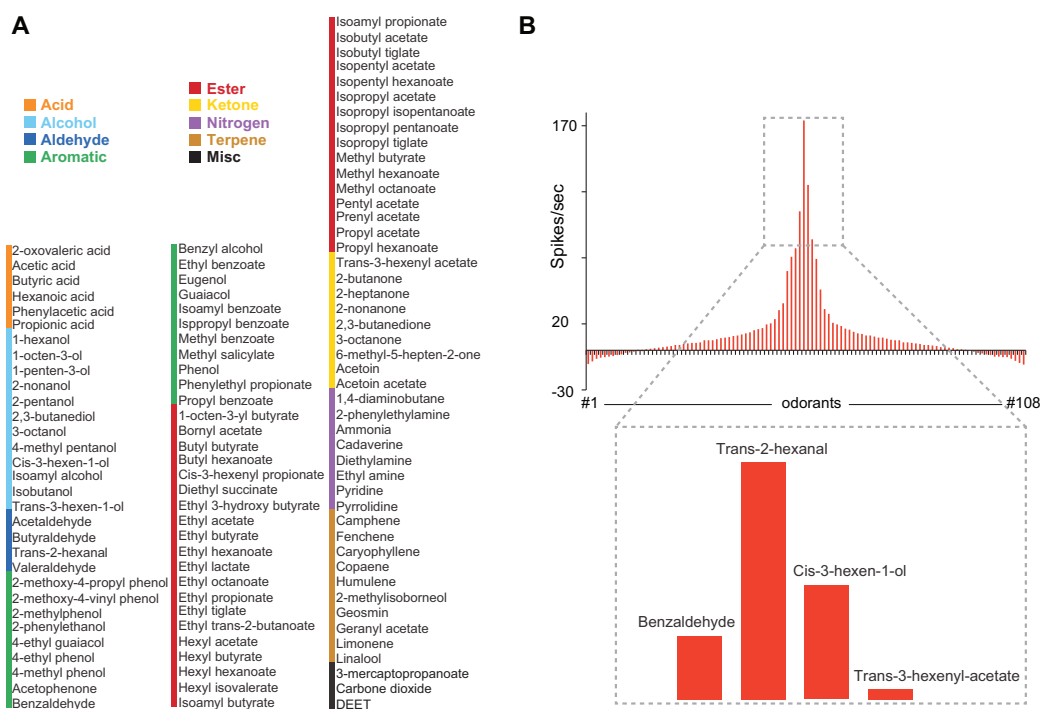 A
Acid
Alcohol
Aldehyde
Aromatic
Ester
Ketone
Nitrogen
Terpene
Misc
2-oxovaleric acid
Acetic acid
Butyric acid
Hexanoic acid
Phenylacetic acid
Propionic acid
1-hexanol
1-octen-3-ol
1-penten-3-ol
2-nonanol
2-pentanol
2,3-butanediol
3-octanol
4-methyl pentanol
Cis-3-hexen-1-ol
Isoamyl alcohol
Isobutanol
Trans-3-hexen-1-ol
Acetaldehyde
Butyraldehyde
Trans-2-hexanal
Valeraldehyde
2-methoxy-4-propyl phenol
2-methoxy-4-vinyl phenol
2-methylphenol
2-phenylethanol
4-ethyl guaiacol
4-ethyl phenol
4-methyl phenol
Acetophenone
Benzaldehyde
Benzyl alcohol
Ethyl benzoate
Eugenol
Guaiacol
Isoamyl benzoate
Isppropyl benzoate
Methyl benzoate
Methyl salicylate
Phenol
Phenylethyl propionate
Propyl benzoate
1-octen-3-yl butyrate
Bornyl acetate
Butyl butyrate
Butyl hexanoate
Cis-3-hexenyl propionate
Diethyl succinate
Ethyl 3-hydroxy butyrate
Ethyl acetate
Ethyl butyrate
Ethyl hexanoate
Ethyl lactate
Ethyl octanoate
Ethyl propionate
Ethyl tiglate
Ethyl trans-2-butanoate
Hexyl acetate
Hexyl butyrate
Hexyl hexanoate
Hexyl isovalerate
Isoamyl butyrate
Isoamyl propionate
Isobutyl acetate
Isobutyl tiglate
Isopentyl acetate
Isopentyl hexanoate
Isopropyl acetate
Isopropyl isopentanoate
Isopropyl pentanoate
Isopropyl tiglate
Methyl butyrate
Methyl hexanoate
Methyl octanoate
Pentyl acetate
Prenyl acetate
Propyl acetate
Propyl hexanoate
Trans-3-hexenyl acetate
2-butanone
2-heptanone
2-nonanone
2,3-butanedione
3-octanone
6-methyl-5-hepten-2-one
Acetoin
Acetoin acetate
1,4-diaminobutane
2-phenylethylamine
Ammonia
Cadaverine
Diethylamine
Ethyl amine
Pyridine
Pyrrolidine
Camphene
Fenchene
Caryophyllene
Copaene
Humulene
2-methylisoborneol
Geosmin
Geranyl acetate
Limonene
Linalool
3-mercaptopropanoate
Carbone dioxide
DEET
B
170
Spikes/sec
20
-30
#1 odorants #108
Trans-2-hexanal
Cis-3-hexen-1-ol
Benzaldehyde
Trans-3-hexenyl-acetate